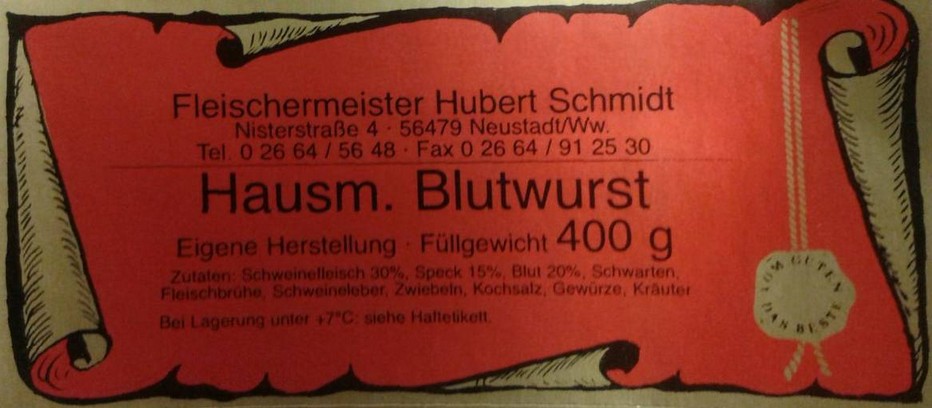 Fleischermeister Hubert Schmidt
Nisterstraße 4 · 56479 Neustadt/Ww.
Tel. 0 26 64 / 56 48 · Fax 0 26 64 / 91 25 30
Hausm. Blutwurst
Eigene Herstellung · Füllgewicht 400 g
Zutaten: Schweinefleisch 30%, Speck 15%, Blut 20%, Schwarten,
Fleischbrühe, Schweineleber, Zwiebeln, Kochsalz, Gewürze, Kräuter
Bei Lagerung unter +7°C: siehe Haftetikett.
VOM GUTEN
DAS BESTE